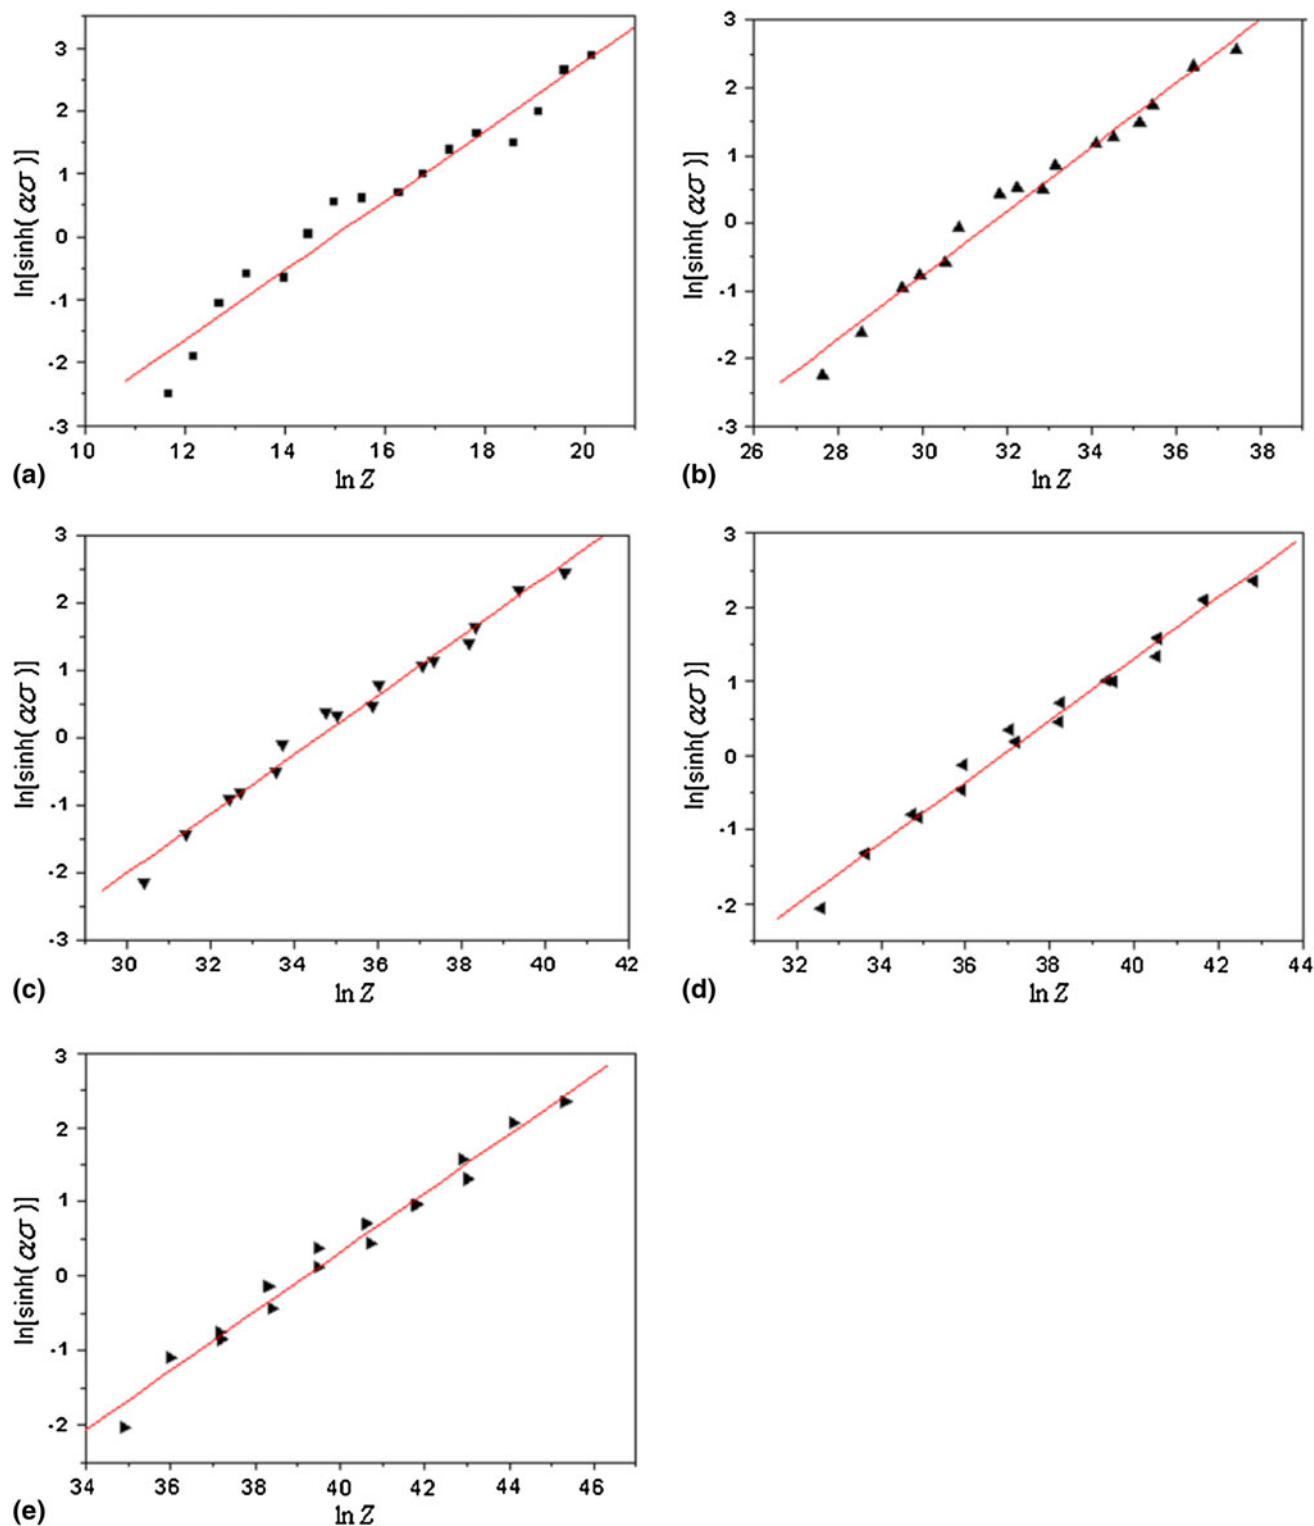 3
2
1
0
-1
-2
-3
ln[sinh(ασ)]
10 12 14 16 18 20
(a) ln Z
3
2
1
0
-1
-2
-3
ln[sinh(ασ)]
26 28 30 32 34 36 38
(b) ln Z
3
2
1
0
-1
-2
-3
ln[sinh(ασ)]
30 32 34 36 38 40 42
(c) ln Z
3
2
1
0
-1
-2
ln[sinh(ασ)]
32 34 36 38 40 42 44
(d) ln Z
3
2
1
0
-1
-2
ln[sinh(ασ)]
34 36 38 40 42 44 46
(e) ln Z